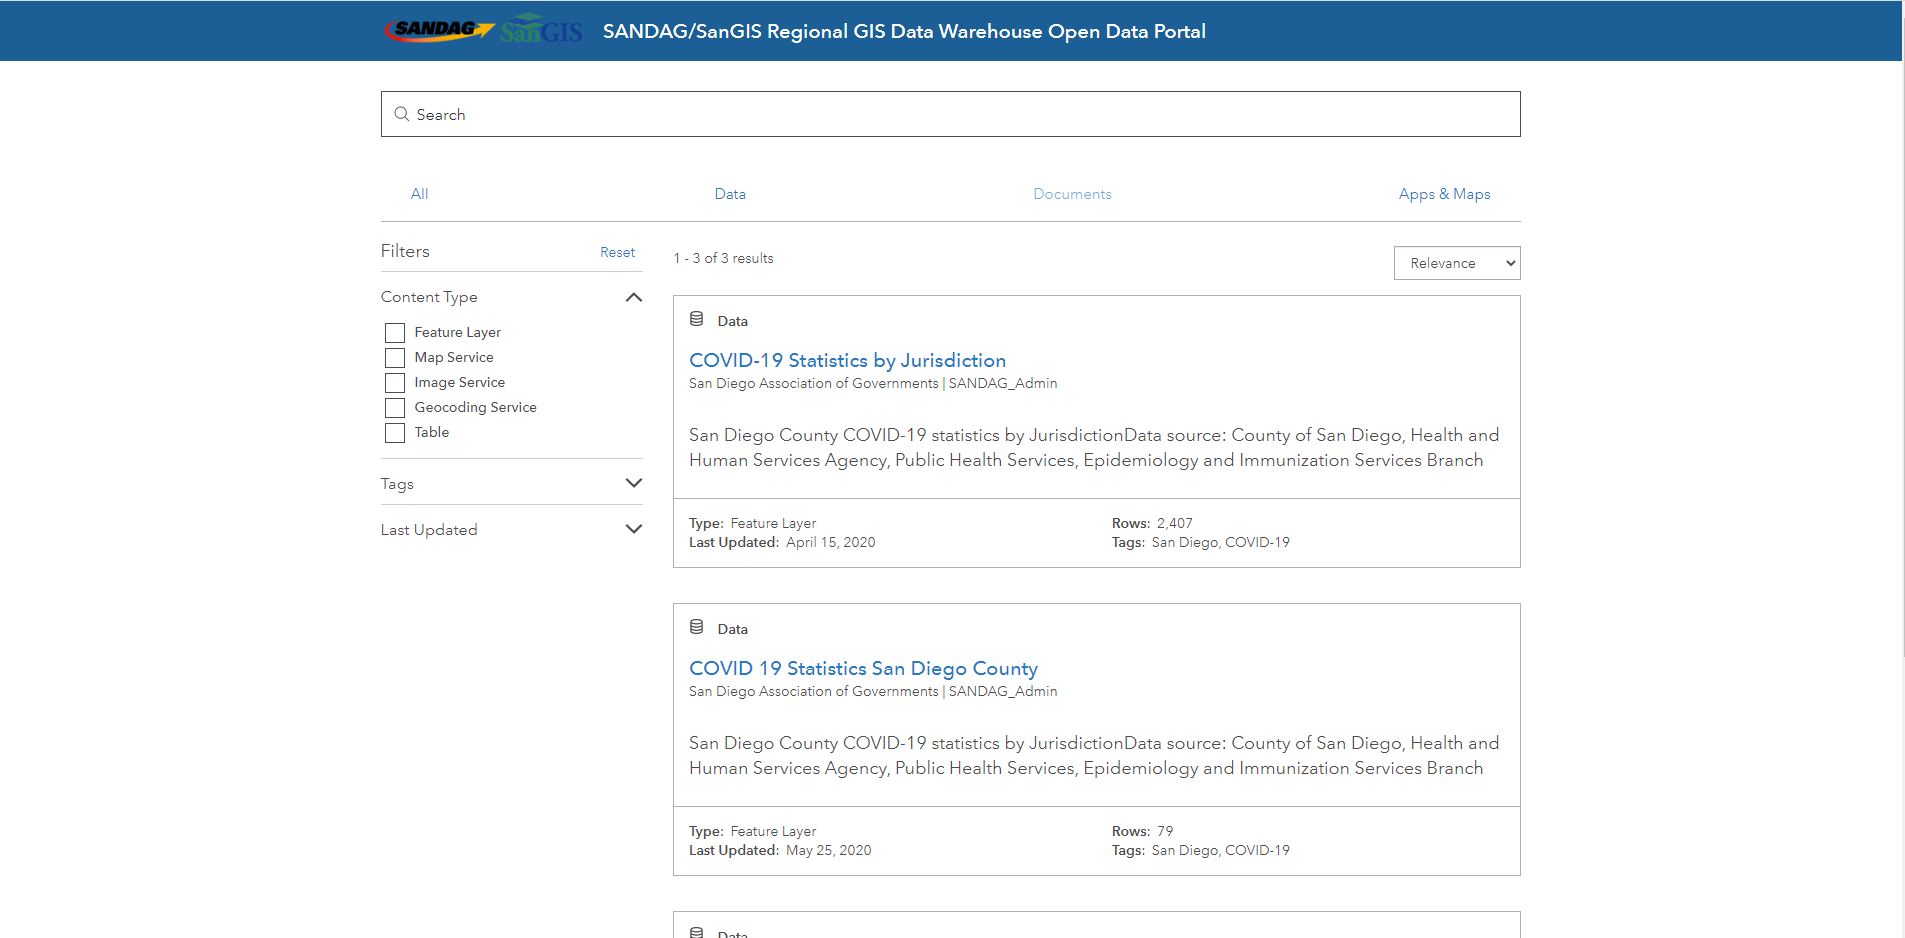 SANDAG SanGIS SANDAG/SanGIS Regional GIS Data Warehouse Open Data Portal
Search
All Data Documents Apps & Maps
Filters Reset
1 - 3 of 3 results
Relevance
Content Type
Feature Layer
Map Service
Image Service
Geocoding Service
Table
Tags
Last Updated
Data
COVID-19 Statistics by Jurisdiction
San Diego Association of Governments | SANDAG_Admin
San Diego County COVID-19 statistics by JurisdictionData source: County of San Diego, Health and
Human Services Agency, Public Health Services, Epidemiology and Immunization Services Branch
Type: Feature Layer Rows: 2,407
Last Updated: April 15, 2020 Tags: San Diego, COVID-19
Data
COVID 19 Statistics San Diego County
San Diego Association of Governments | SANDAG_Admin
San Diego County COVID-19 statistics by JurisdictionData source: County of San Diego, Health and
Human Services Agency, Public Health Services, Epidemiology and Immunization Services Branch
Type: Feature Layer Rows: 79
Last Updated: May 25, 2020 Tags: San Diego, COVID-19
Data